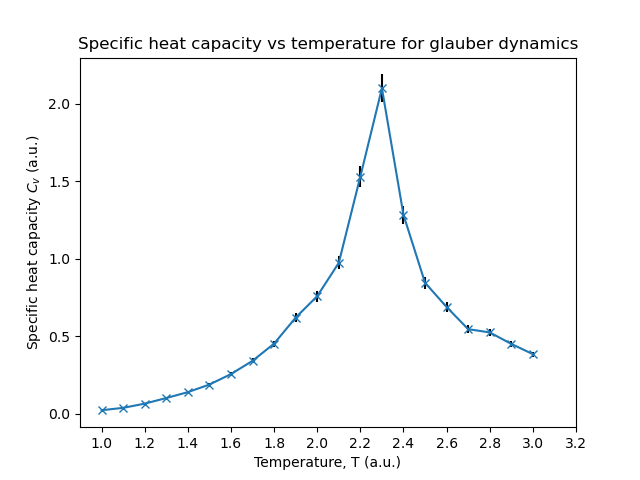 Specific heat capacity vs temperature for glauber dynamics
2.0
1.5
1.0
0.5
0.0
Specific heat capacity $C_v$ (a.u.)
1.0 1.2 1.4 1.6 1.8 2.0 2.2 2.4 2.6 2.8 3.0 3.2
Temperature, T (a.u.)